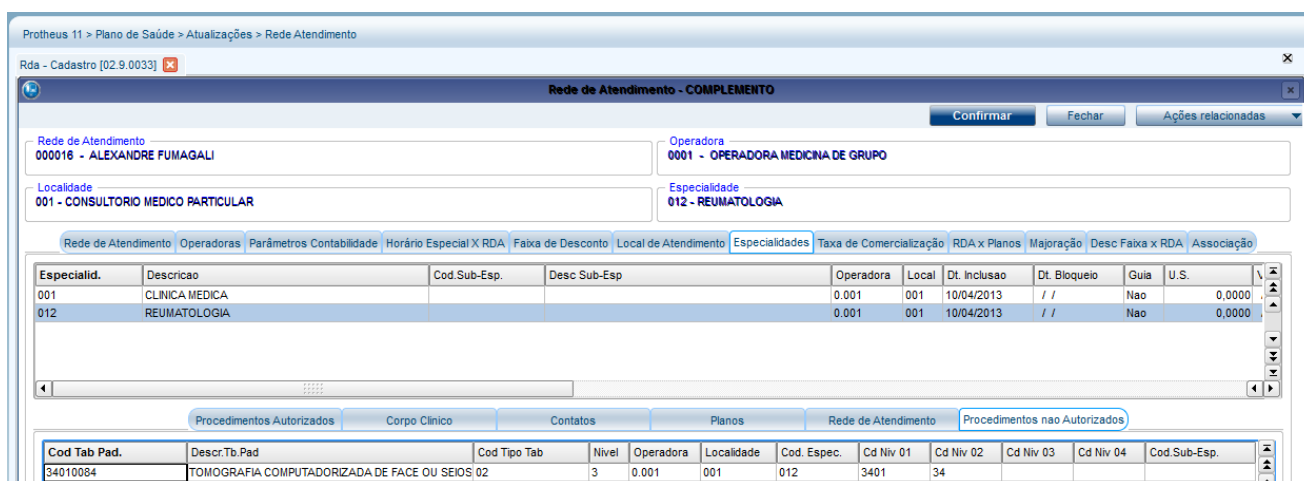 Protheus 11 > Plano de Saúde > Atualizações > Rede Atendimento
Rda - Cadastro [02.9.0033]
Rede de Atendimento - COMPLEMENTO
Confirmar Fechar Ações relacionadas
Rede de Atendimento Operadora
000016 - ALEXANDRE FUMAGALI 0001 - OPERADORA MEDICINA DE GRUPO
Localidade Especialidade
001 - CONSULTORIO MEDICO PARTICULAR 012 - REUMATOLOGIA
Rede de Atendimento Operadoras Parâmetros Contabilidade Horário Especial X RDA Faixa de Desconto Local de Atendimento Especialidades Taxa de Comercialização RDA x Planos Majoração Desc Faixa x RDA Associação
Especialid. Descricao Cod.Sub-Esp. Desc Sub-Esp Operadora Local Dt. Inclusao Dt. Bloqueio Guia U.S.
001 CLINICA MEDICA 0.001 001 10/04/2013 / / Nao 0,0000
012 REUMATOLOGIA 0.001 001 10/04/2013 / / Nao 0,0000
Procedimentos Autorizados Corpo Clinico Contatos Planos Rede de Atendimento Procedimentos nao Autorizados
Cod Tab Pad. Descr.Tb.Pad Cod Tipo Tab Nivel Operadora Localidade Cod. Espec. Cd Niv 01 Cd Niv 02 Cd Niv 03 Cd Niv 04 Cod.Sub-Esp.
34010084 TOMOGRAFIA COMPUTADORIZADA DE FACE OU SEIOS 02 3 0.001 001 012 3401 34